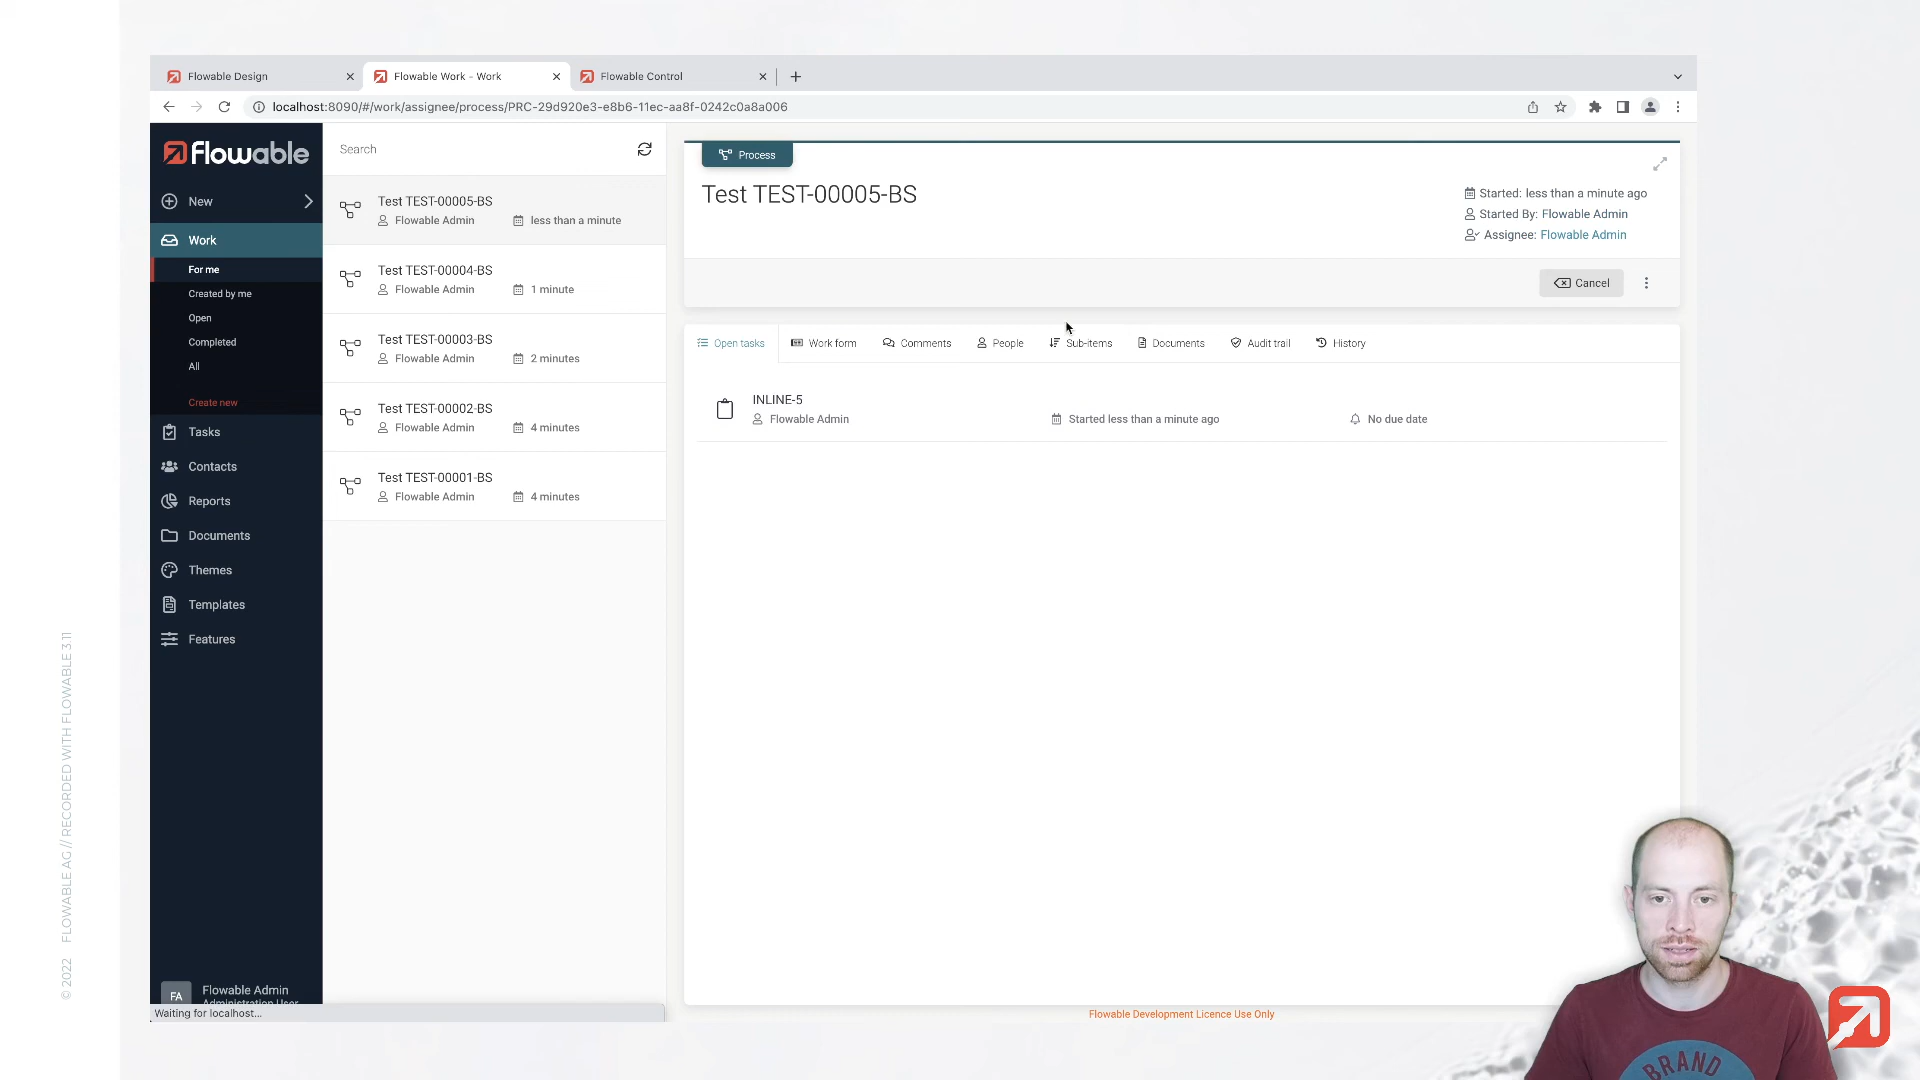 Flowable Design
Flowable Work - Work
Flowable Control
localhost:8090/#/work/assignee/process/PRC-29d920e3-e8b6-11ec-aa8f-0242c0a8a006
Flowable
New
Work
For me
Created by me
Open
Completed
All
Create new
Tasks
Contacts
Reports
Documents
Themes
Templates
Features
FA
Flowable Admin
Administration User
Waiting for localhost...
Search
Test TEST-00005-BS
Flowable Admin less than a minute
Test TEST-00004-BS
Flowable Admin 1 minute
Test TEST-00003-BS
Flowable Admin 2 minutes
Test TEST-00002-BS
Flowable Admin 4 minutes
Test TEST-00001-BS
Flowable Admin 4 minutes
Process
Test TEST-00005-BS
Started: less than a minute ago
Started By: Flowable Admin
Assignee: Flowable Admin
Cancel
Open tasks Work form Comments People Sub-items Documents Audit trail History
INLINE-5
Flowable Admin Started less than a minute ago No due date
Flowable Development Licence Use Only
© 2022 FLOWABLE AG // RECORDED WITH FLOWABLE 3.11
BRAND